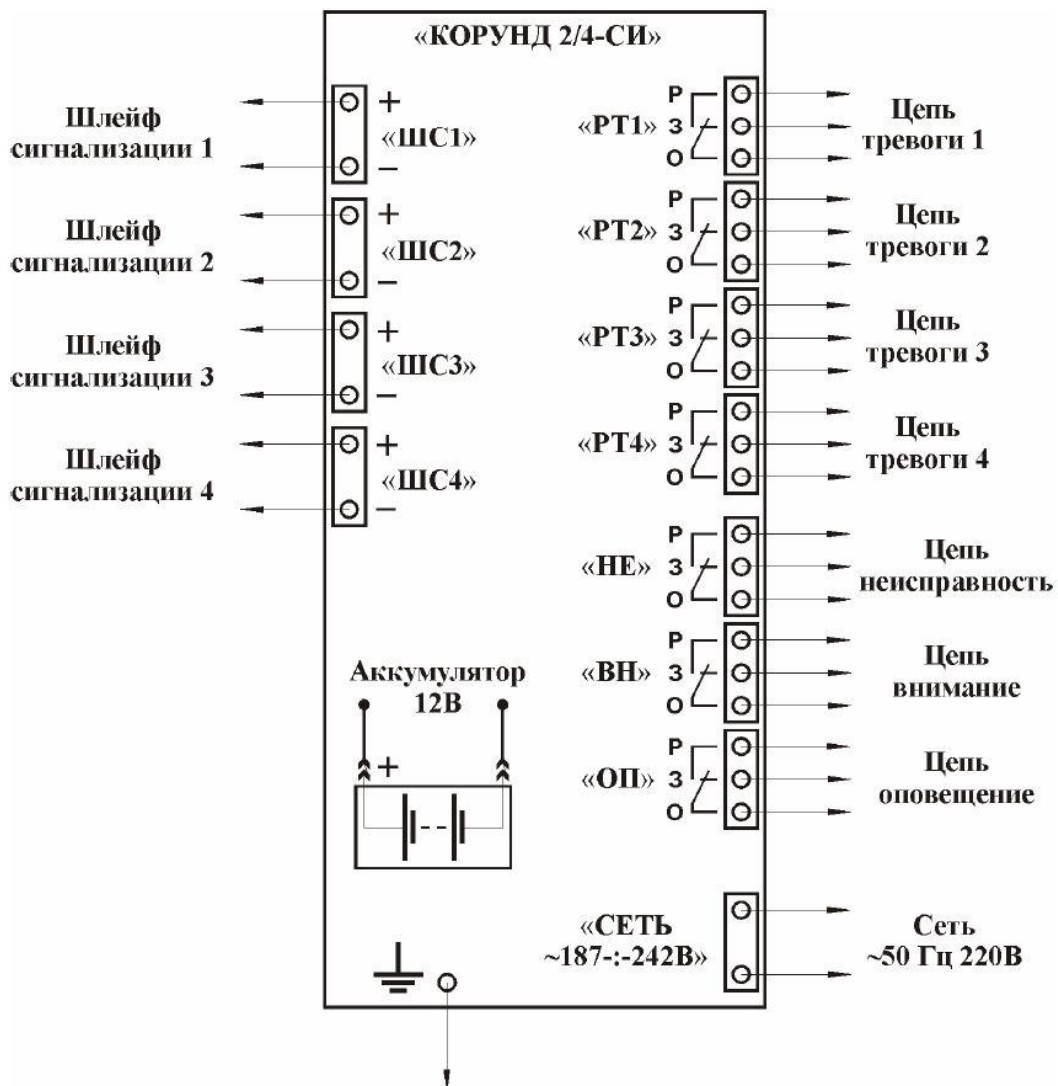 «КОРУНД 2/4-СИ»
Шлейф
сигнализации 1
+
«ШС1»
–
Шлейф
сигнализации 2
+
«ШС2»
–
Шлейф
сигнализации 3
+
«ШС3»
–
Шлейф
сигнализации 4
+
«ШС4»
–
Аккумулятор
12В
+
Р
«РТ1» З
О
Цепь
тревоги 1
Р
«РТ2» З
О
Цепь
тревоги 2
Р
«РТ3» З
О
Цепь
тревоги 3
Р
«РТ4» З
О
Цепь
тревоги 4
Р
«НЕ» З
О
Цепь
неисправность
Р
«ВН» З
О
Цепь
внимание
Р
«ОП» З
О
Цепь
оповещение
«СЕТЬ
~187-:-242В»
Сеть
~50 Гц 220В